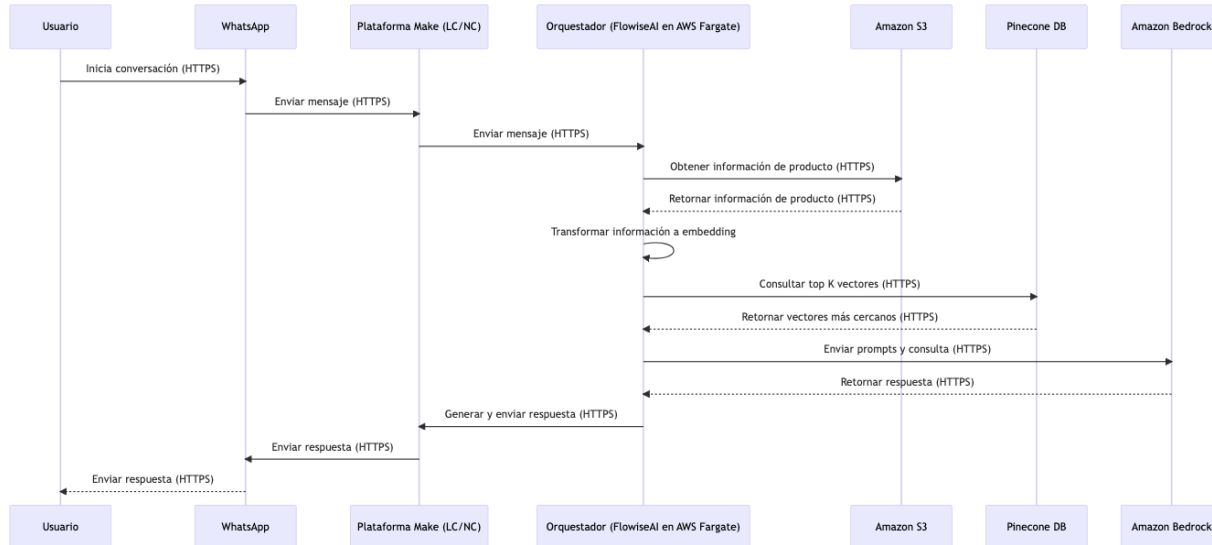 Usuario
WhatsApp
Plataforma Make (LC/NC)
Orquestador (FlowiseAI en AWS Fargate)
Amazon S3
Pinecone DB
Amazon Bedrock
Inicia conversación (HTTPS)
Enviar mensaje (HTTPS)
Enviar mensaje (HTTPS)
Obtener información de producto (HTTPS)
Retornar información de producto (HTTPS)
Transformar información a embedding
Consultar top K vectores (HTTPS)
Retornar vectores más cercanos (HTTPS)
Enviar prompts y consulta (HTTPS)
Retornar respuesta (HTTPS)
Generar y enviar respuesta (HTTPS)
Enviar respuesta (HTTPS)
Enviar respuesta (HTTPS)
Usuario
WhatsApp
Plataforma Make (LC/NC)
Orquestador (FlowiseAI en AWS Fargate)
Amazon S3
Pinecone DB
Amazon Bedrock